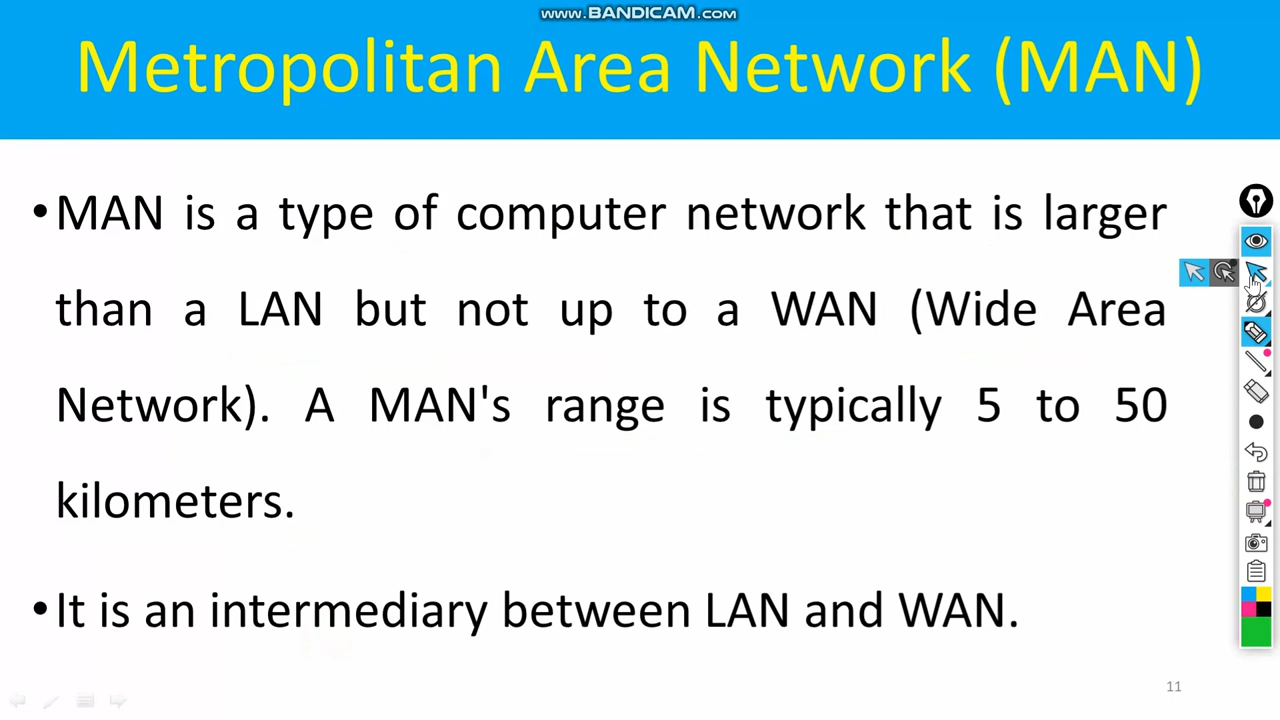 www.BANDICAM.com
Metropolitan Area Network (MAN)
•MAN is a type of computer network that is larger
than a LAN but not up to a WAN (Wide Area
Network). A MAN's range is typically 5 to 50
kilometers.
•It is an intermediary between LAN and WAN.
11